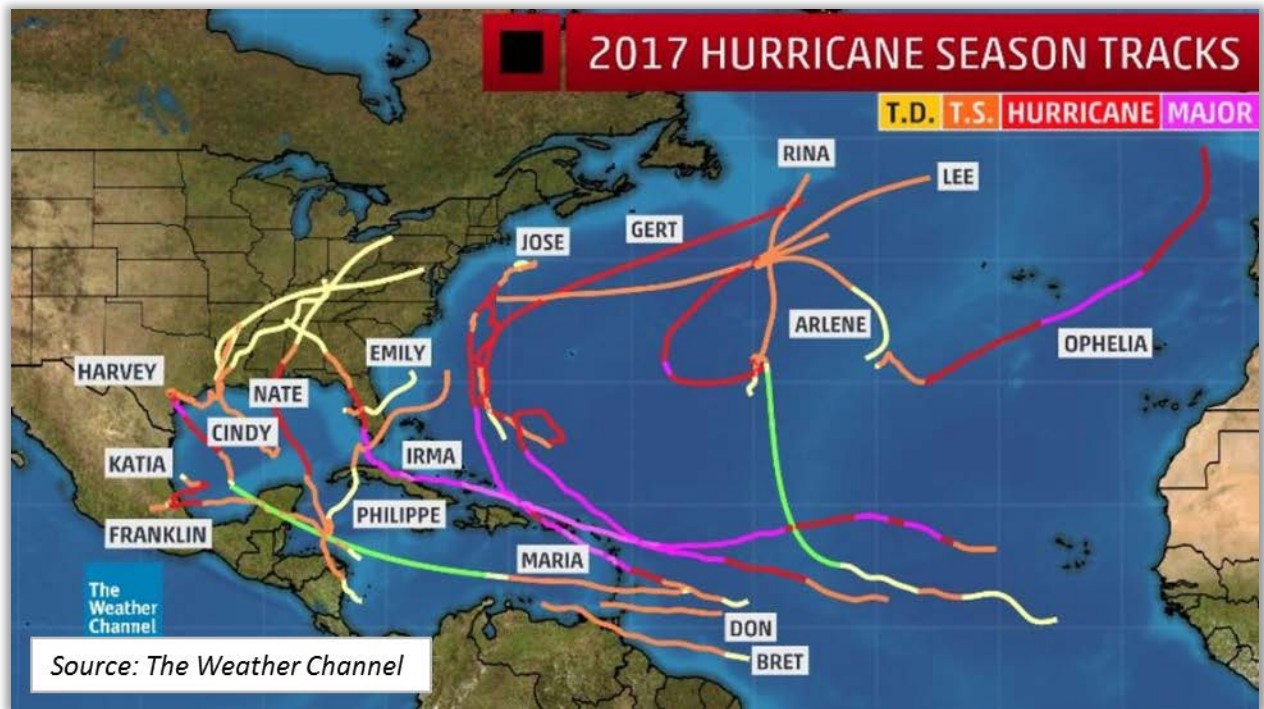 2017 HURRICANE SEASON TRACKS
T.D. T.S. HURRICANE MAJOR
RINA
LEE
GERT
JOSE
ARLENE
OPHELIA
EMILY
HARVEY
NATE
CINDY
KATIA
IRMA
PHILIPPE
FRANKLIN
MARIA
DON
BRET
The
Weather
Channel
Source: The Weather Channel